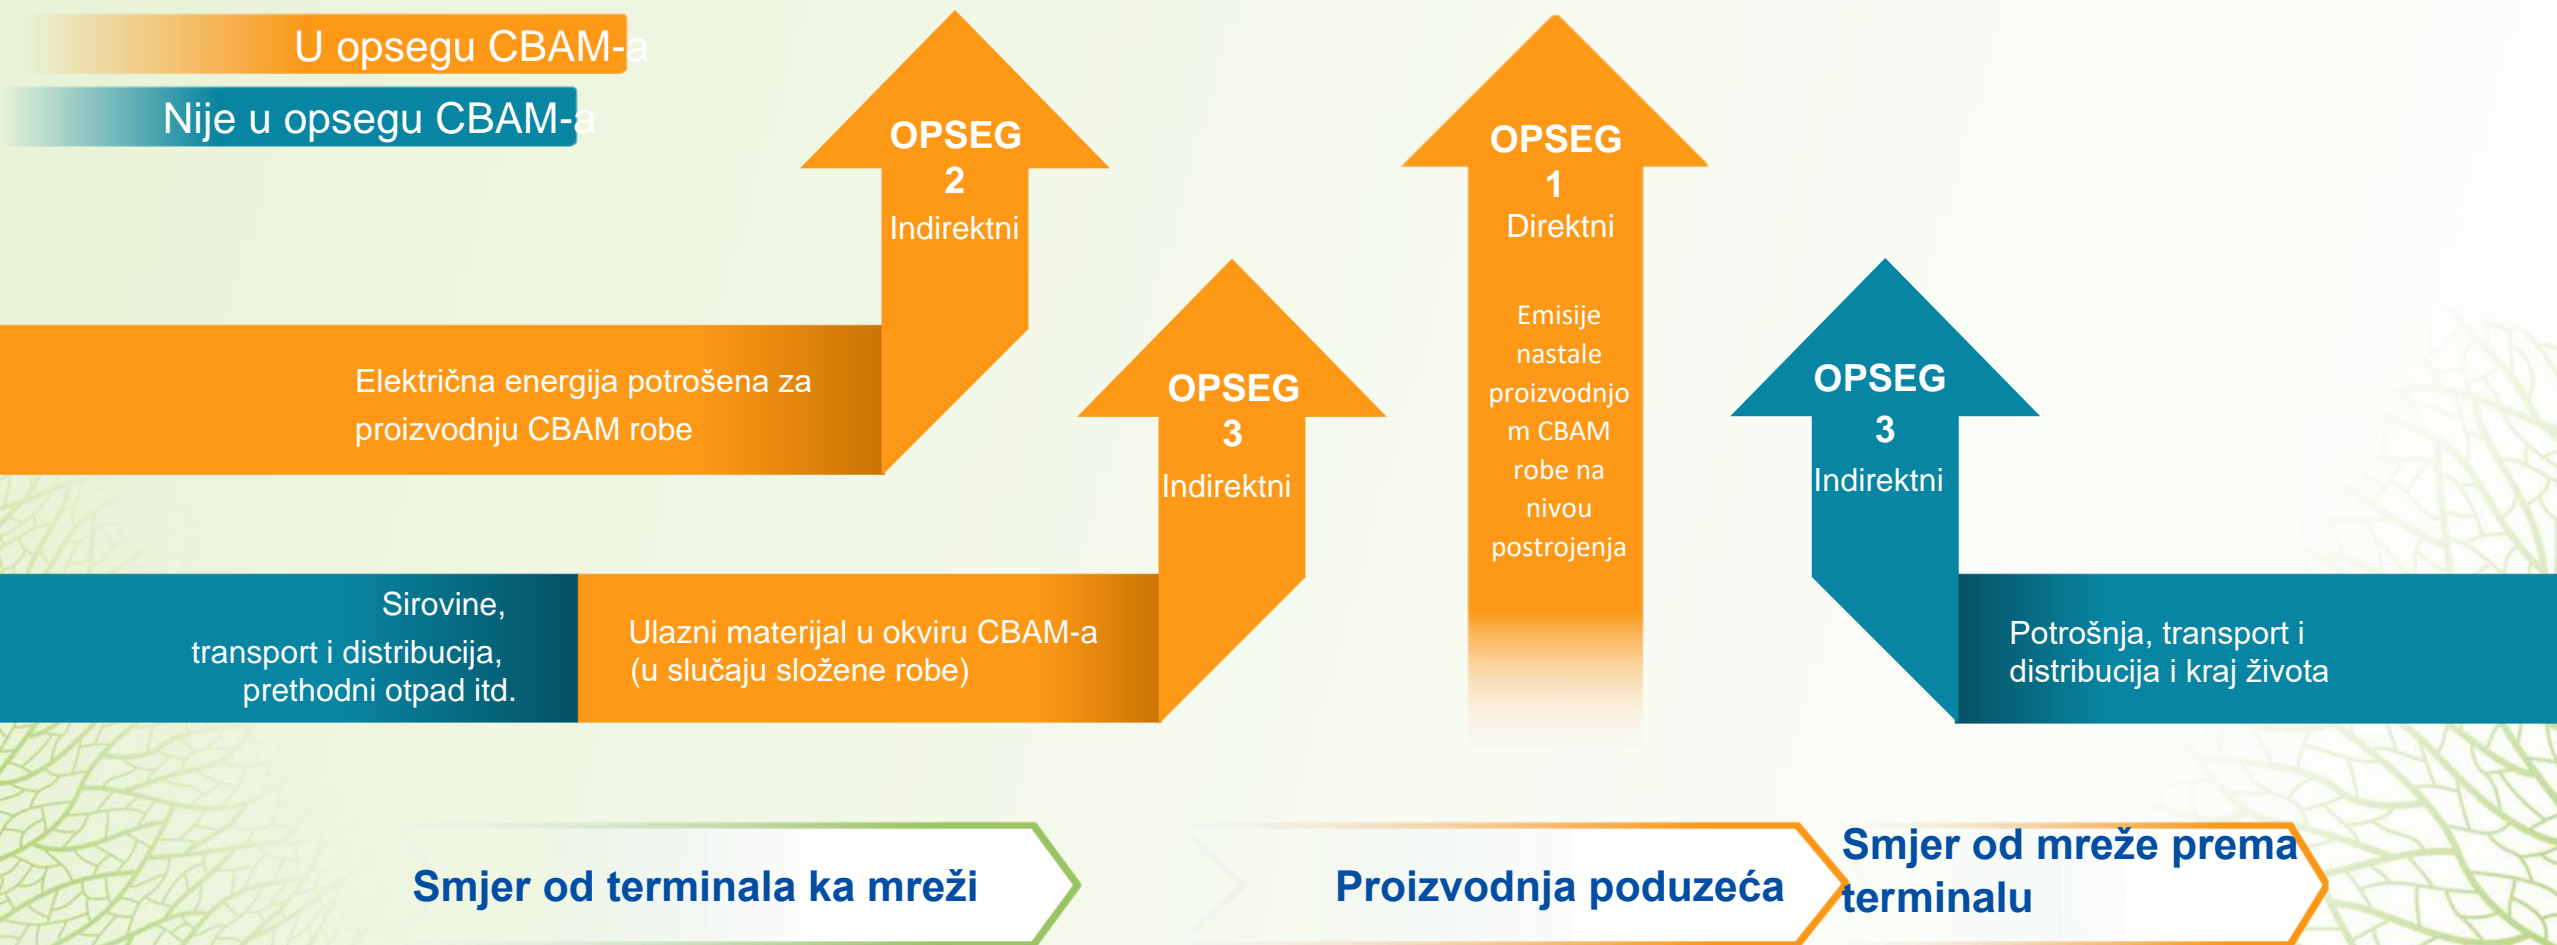 U opsegu CBAM-a
Nije u opsegu CBAM-a
OPSEG
2
Indirektni
Eléktrična energija potrošena za
proizvodnju CBAM robe
OPSEG
3
Indirektni
Sirovine,
transport i distribucija,
prethodni otpad itd.
Ulazni materijal u okviru CBAM-a
(u slučaju složene robe)
OPSEG
1
Direktni
Emisije
nastale
proizvodnjo
m CBAM
robe na
nivou
postrojenja
OPSEG
3
Indirektni
Potrošnja, transport i
distribucija i kraj života
Smjer od terminala ka mreži
Proizvodnja poduzeća
Smjer od mreže prema
terminalu